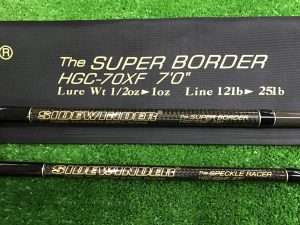 ®
The SUPER BORDER
HGC-70XF 7'0"
Lure Wt 1/2oz►1oz Line 12lb►25lb
SIDEWINDER The SUPER BORDER
SIDEWINDER The SPECKLE RACER